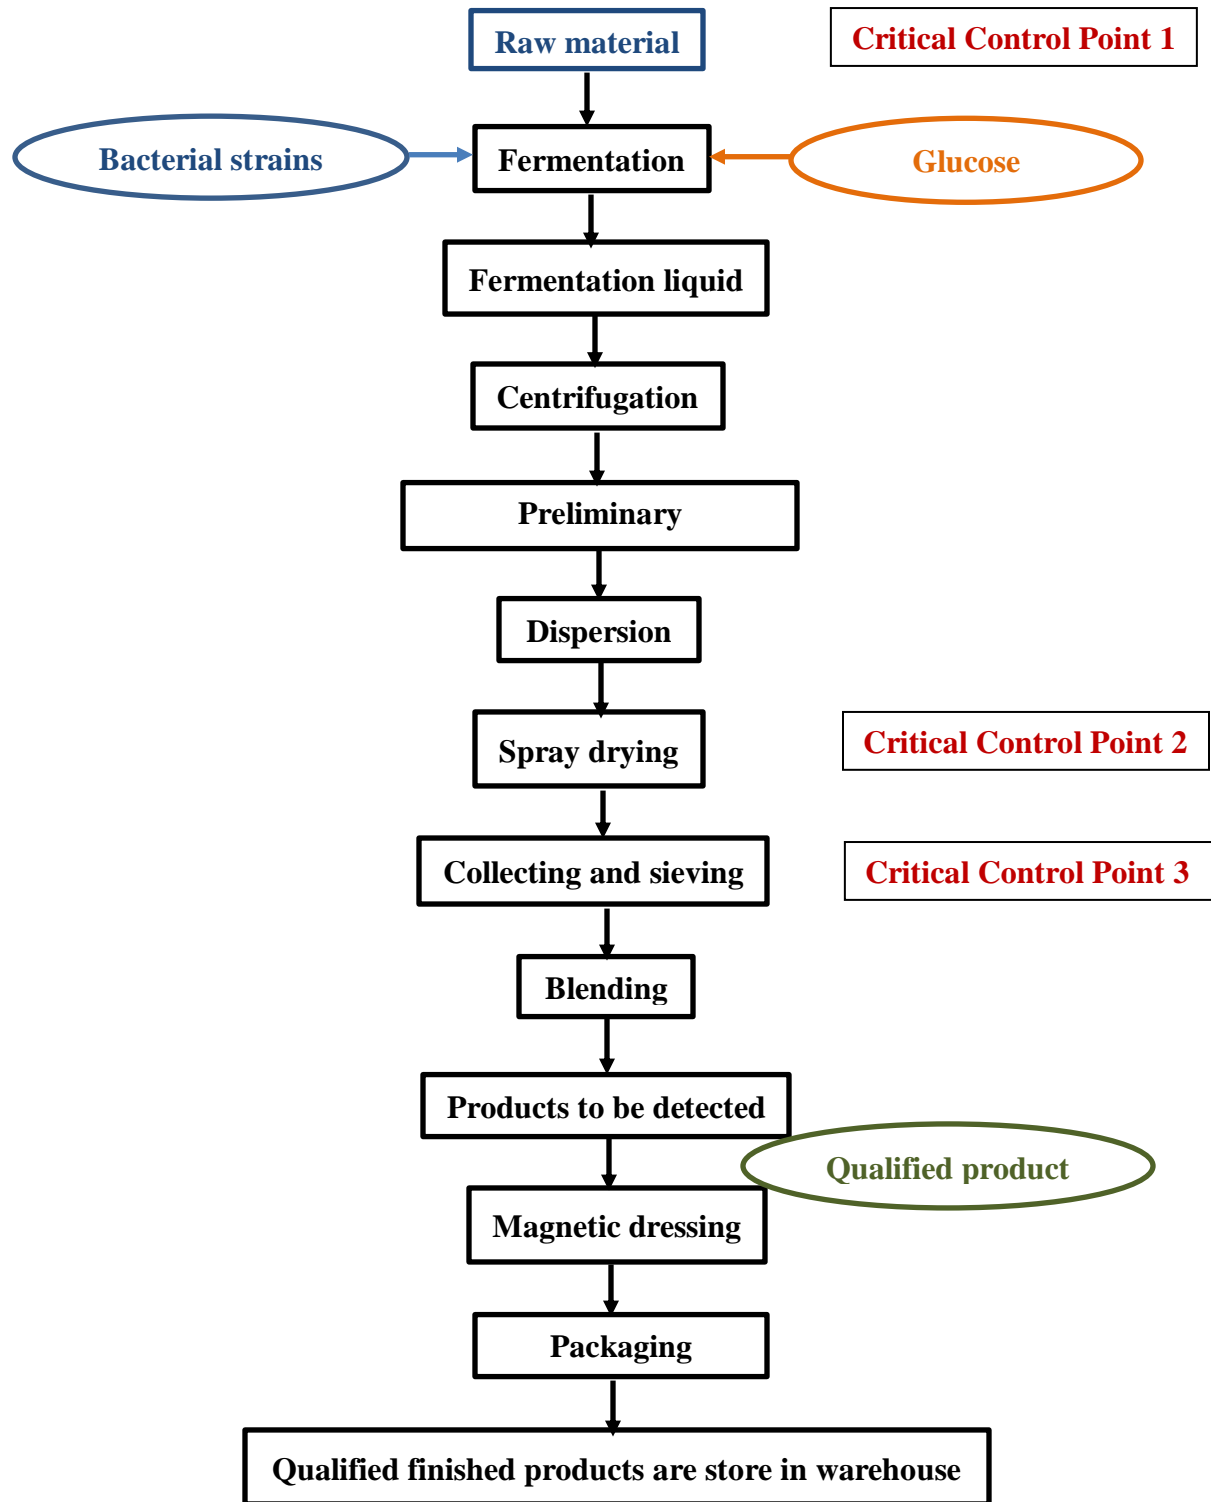 Raw material
Critical Control Point 1
Bacterial strains
Fermentation
Glucose
Fermentation liquid
Centrifugation
Preliminary
Dispersion
Spray drying
Critical Control Point 2
Collecting and sieving
Critical Control Point 3
Blending
Products to be detected
Qualified product
Magnetic dressing
Packaging
Qualified finished products are store in warehouse